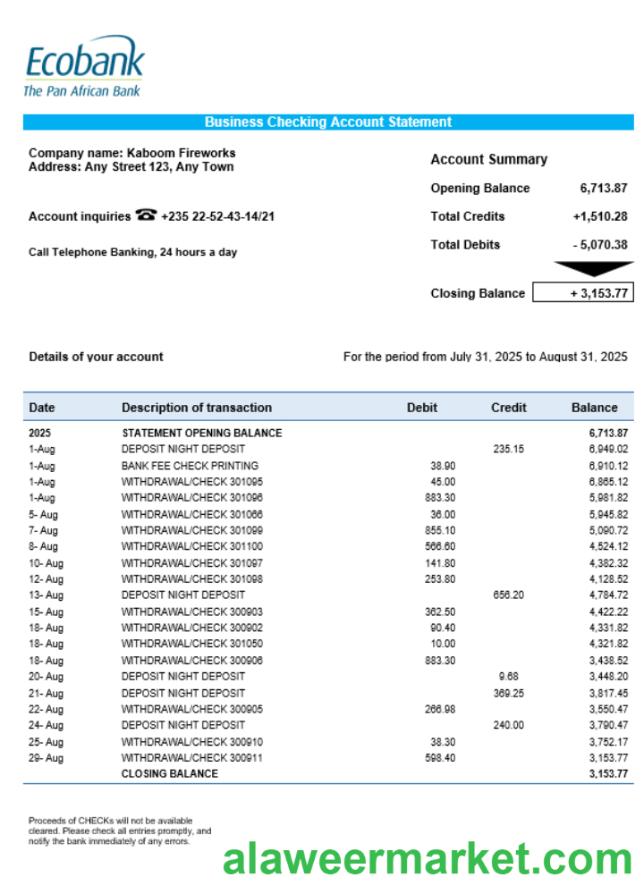 Ecobank
The Pan African Bank
Business Checking Account Statement
Company name: Kaboom Fireworks
Address: Any Street 123, Any Town
Account inquiries ☎ +235 22-52-43-14/21
Call Telephone Banking, 24 hours a day
Account Summary
Opening Balance 6,713.87
Total Credits +1,510.28
Total Debits - 5,070.38
Closing Balance + 3,153.77
Details of your account For the period from July 31, 2025 to August 31, 2025
Date Description of transaction Debit Credit Balance
2025 STATEMENT OPENING BALANCE 6,713.87
1-Aug DEPOSIT NIGHT DEPOSIT 235.15 6,949.02
1-Aug BANK FEE CHECK PRINTING 38.90 6,910.12
1-Aug WITHDRAWAL/CHECK 301095 45.00 6,865.12
1-Aug WITHDRAWAL/CHECK 301096 883.30 5,981.82
5- Aug WITHDRAWAL/CHECK 301066 36.00 5,945.82
7- Aug WITHDRAWAL/CHECK 301099 855.10 5,090.72
8- Aug WITHDRAWAL/CHECK 301100 566.60 4,524.12
10- Aug WITHDRAWAL/CHECK 301097 141.80 4,382.32
12- Aug WITHDRAWAL/CHECK 301098 253.80 4,128.52
13- Aug DEPOSIT NIGHT DEPOSIT 656.20 4,784.72
15- Aug WITHDRAWAL/CHECK 300903 362.50 4,422.22
18- Aug WITHDRAWAL/CHECK 300902 90.40 4,331.82
18- Aug WITHDRAWAL/CHECK 301050 10.00 4,321.82
18- Aug WITHDRAWAL/CHECK 300906 883.30 3,438.52
20- Aug DEPOSIT NIGHT DEPOSIT 9.68 3,448.20
21- Aug DEPOSIT NIGHT DEPOSIT 369.25 3,817.45
22- Aug WITHDRAWAL/CHECK 300905 266.98 3,550.47
24- Aug DEPOSIT NIGHT DEPOSIT 240.00 3,790.47
25- Aug WITHDRAWAL/CHECK 300910 38.30 3,752.17
29- Aug WITHDRAWAL/CHECK 300911 598.40 3,153.77
CLOSING BALANCE 3,153.77
Proceeds of CHECKs will not be available
cleared. Please check all entries promptly, and
notify the bank immediately of any errors.
alaweermarket.com